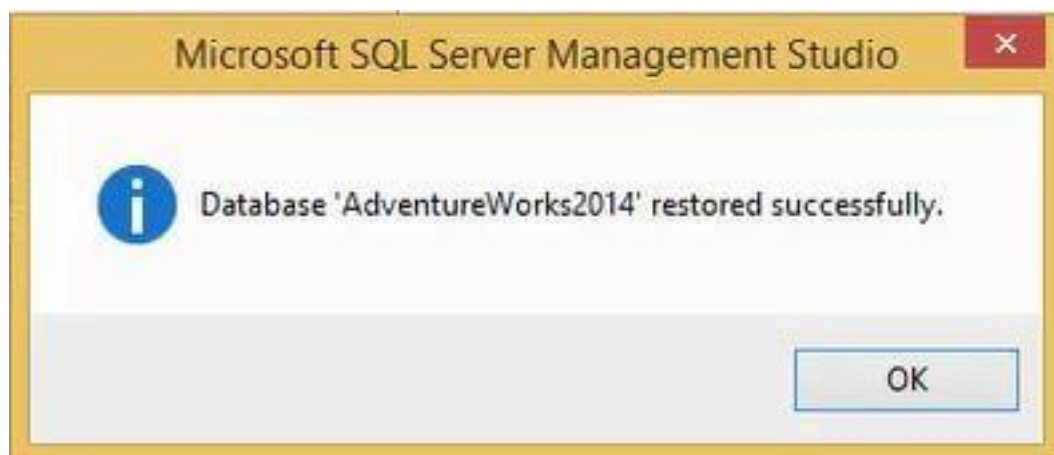 Microsoft SQL Server Management Studio
Database 'AdventureWorks2014' restored successfully.
OK